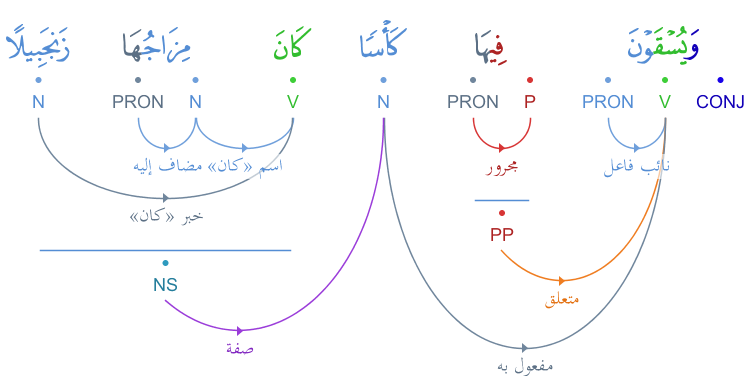 وَيُسْقَوْنَ فِيهَا كَأْسًا كَانَ مِزَاجُهَا زَنجَبِيلًا
CONJ V PRON P PRON N V N PRON N
نائب فاعل مجرور اسم «كان» مضاف إليه
خبر «كان»
PP
NS
متعلق
صفة
مفعول به